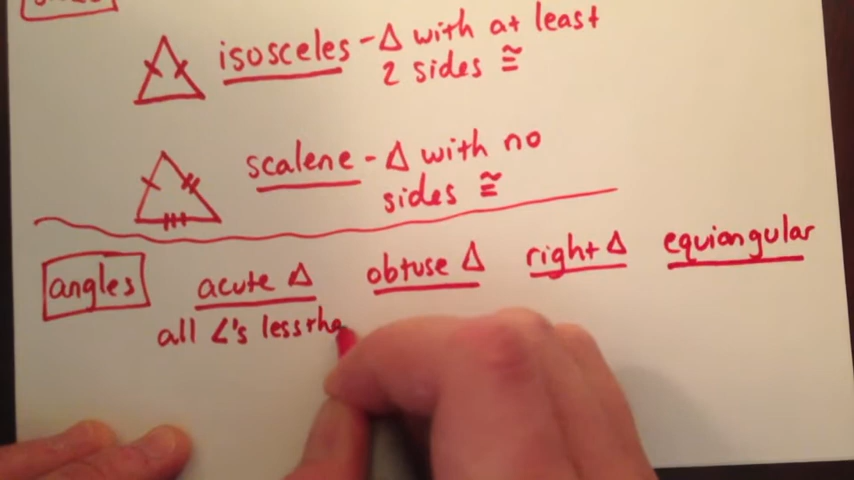 isosceles - Δ with at least
2 sides ≅
scalene - Δ with no
sides ≅
angles acute Δ obtuse Δ right Δ equiangular
all ∠'s less tha